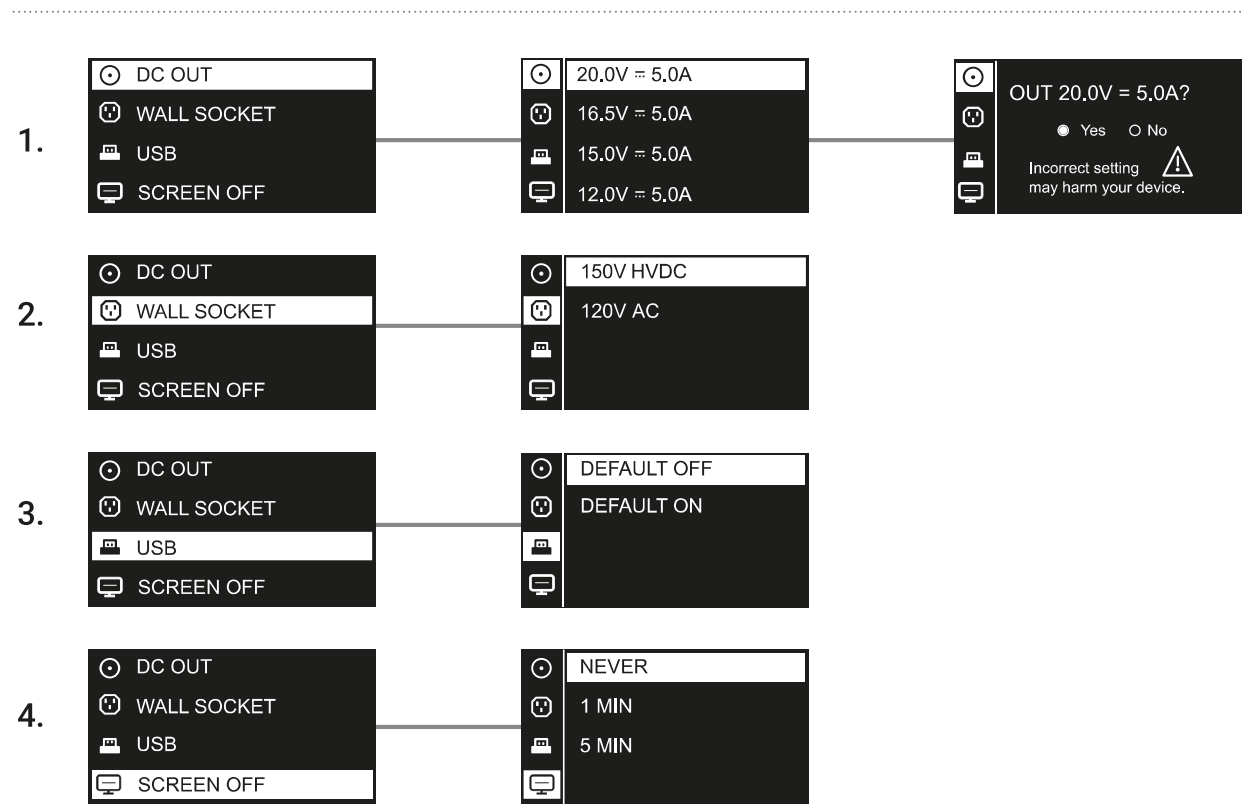 1.
DC OUT
WALL SOCKET
USB
SCREEN OFF
20.0V ⎓ 5.0A
16.5V ⎓ 5.0A
15.0V ⎓ 5.0A
12.0V ⎓ 5.0A
OUT 20.0V = 5.0A?
Yes No
Incorrect setting
may harm your device.
2.
DC OUT
WALL SOCKET
USB
SCREEN OFF
150V HVDC
120V AC
3.
DC OUT
WALL SOCKET
USB
SCREEN OFF
DEFAULT OFF
DEFAULT ON
4.
DC OUT
WALL SOCKET
USB
SCREEN OFF
NEVER
1 MIN
5 MIN